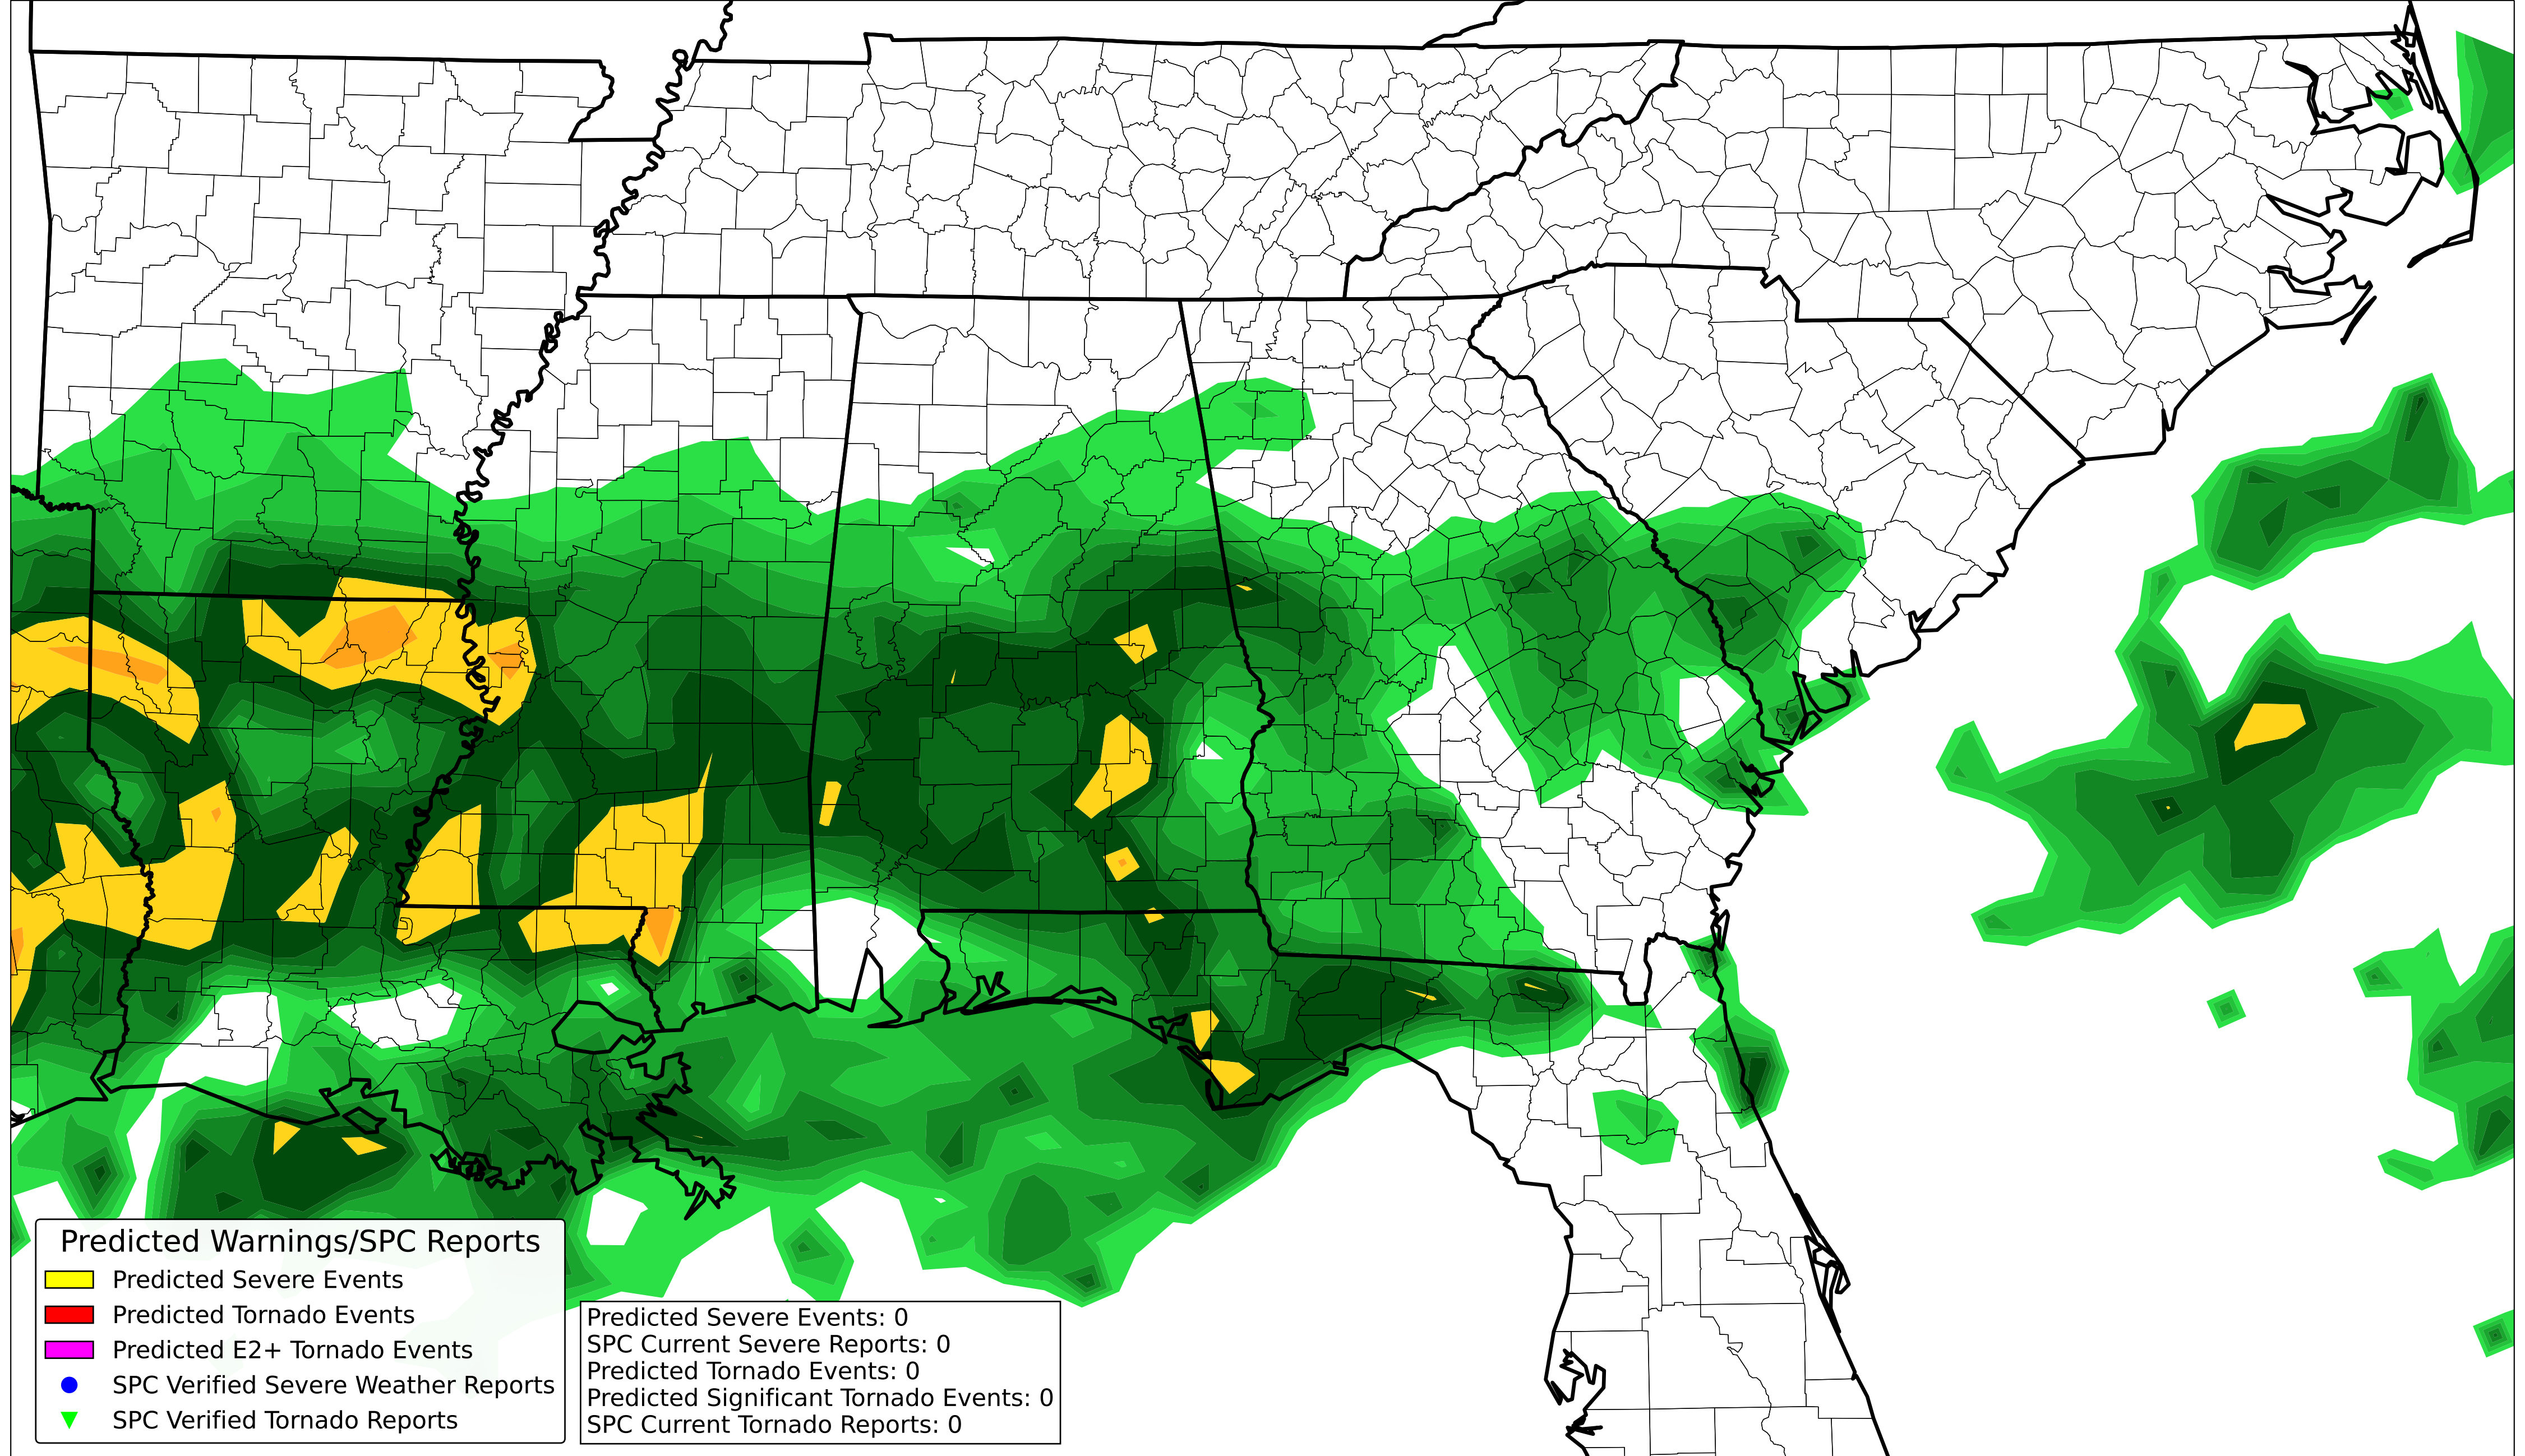 Predicted Warnings/SPC Reports
Predicted Severe Events
Predicted Tornado Events
Predicted E2+ Tornado Events
SPC Verified Severe Weather Reports
SPC Verified Tornado Reports
Predicted Severe Events: 0
SPC Current Severe Reports: 0
Predicted Tornado Events: 0
Predicted Significant Tornado Events: 0
SPC Current Tornado Reports: 0